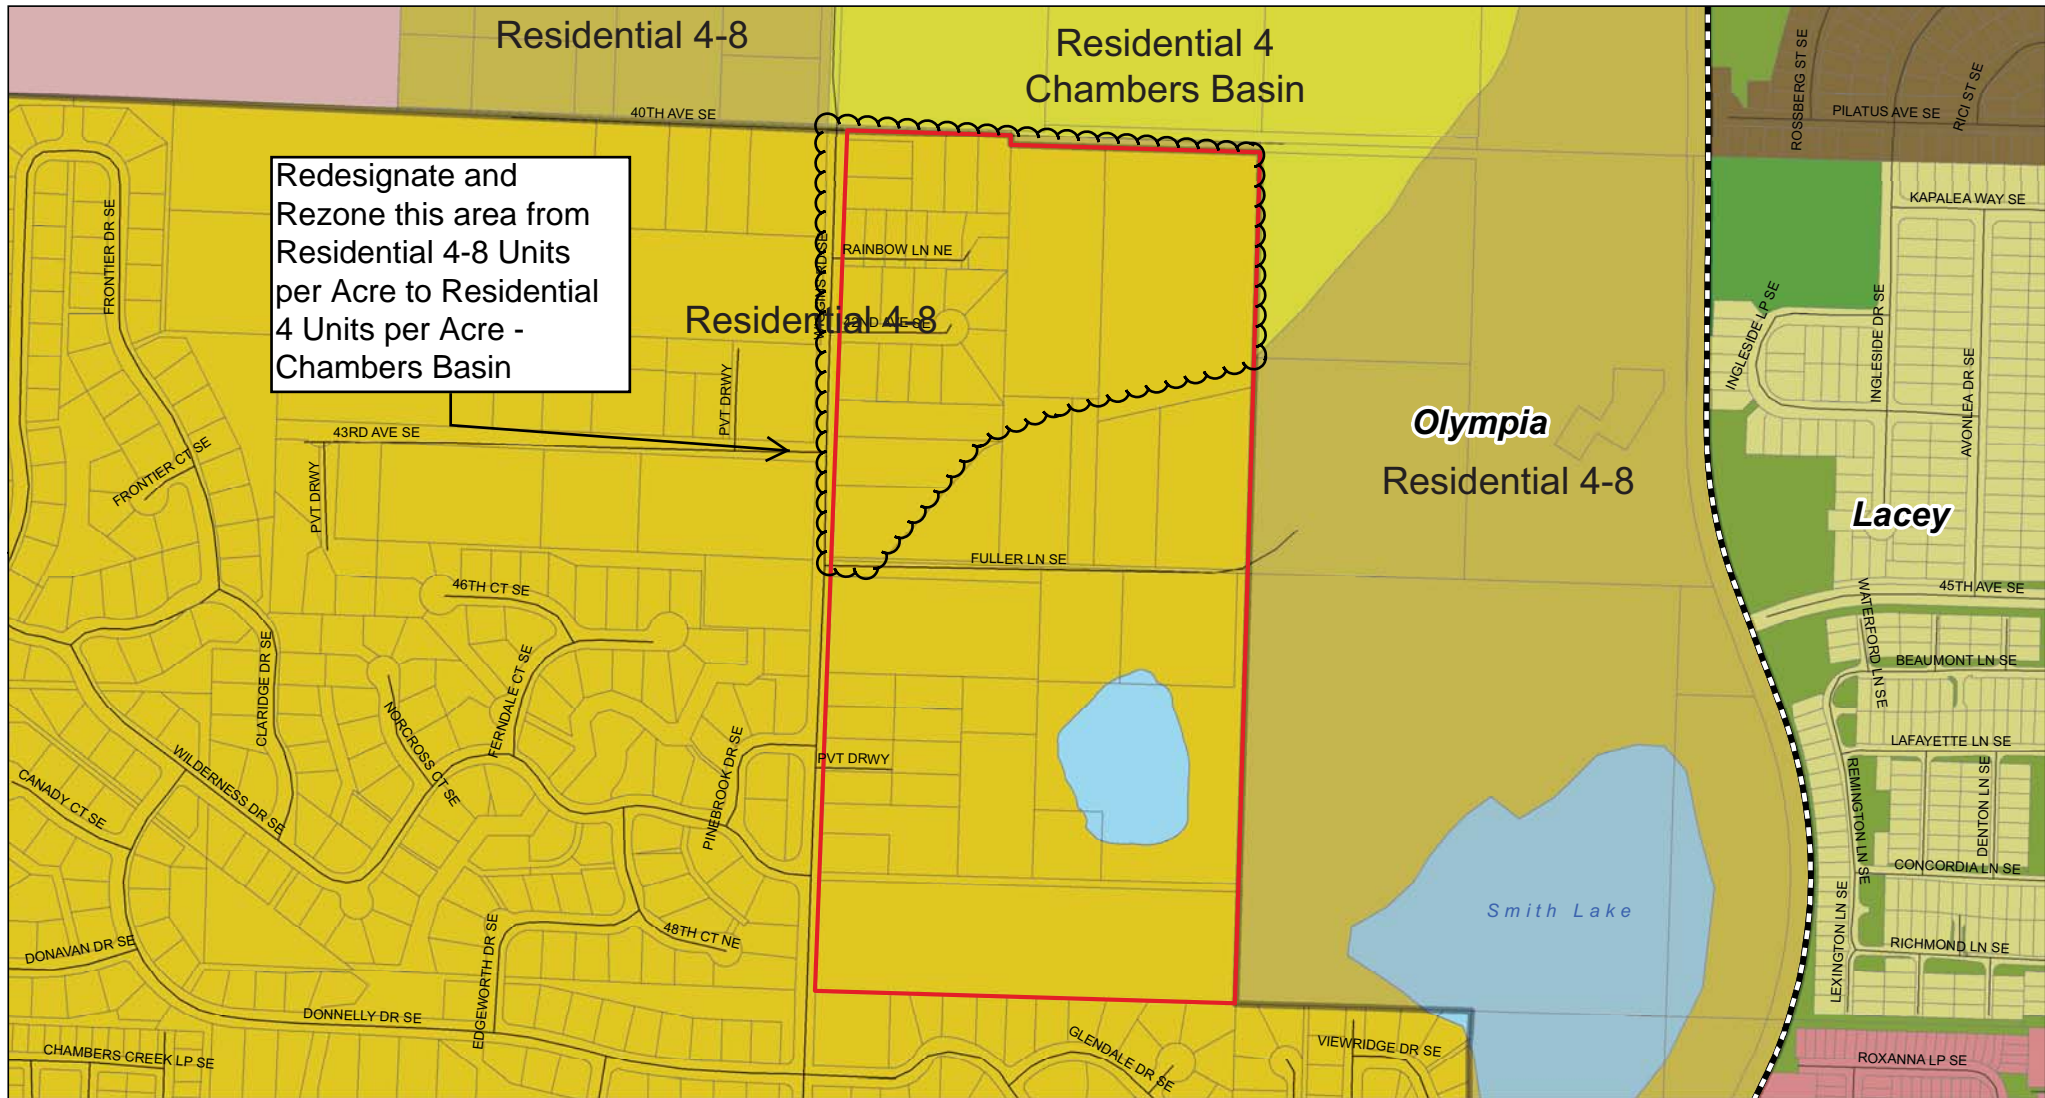 Residential 4-8
Residential 4
Chambers Basin
40TH AVE SE
ROSSBERG ST SE
PILATUS AVE SE
RICI ST SE
Redesignate and
Rezone this area from
Residential 4-8 Units
per Acre to Residential
4 Units per Acre -
Chambers Basin
FRONTIER DR SE
KAPALEA WAY SE
RAINBOW LN NE
WIGGINS RD SE
Residential 4-8
42ND AVE SE
INGLESIDE LP SE
INGLESIDE DR SE
AVONLEA DR SE
PVT DRWY
43RD AVE SE
Olympia
Residential 4-8
FRONTIER CT SE
PVT DRWY
Lacey
FULLER LN SE
46TH CT SE
45TH AVE SE
WATERFORD LN SE
CLARIDGE DR SE
FERNDALE CT SE
NORCROSS CT SE
BEAUMONT LN SE
PINEBROOK DR SE
PVT DRWY
LAFAYETTE LN SE
WILDERNESS DR SE
CANADY CT SE
REMINGTON LN SE
DENTON LN SE
CONCORDIA LN SE
Smith Lake
LEXINGTON LN SE
48TH CT NE
DONAVAN DR SE
EDGEWORTH DR SE
RICHMOND LN SE
DONNELLY DR SE
CHAMBERS CREEK LP SE
GLENDALE DR SE
VIEWRIDGE DR SE
ROXANNA LP SE